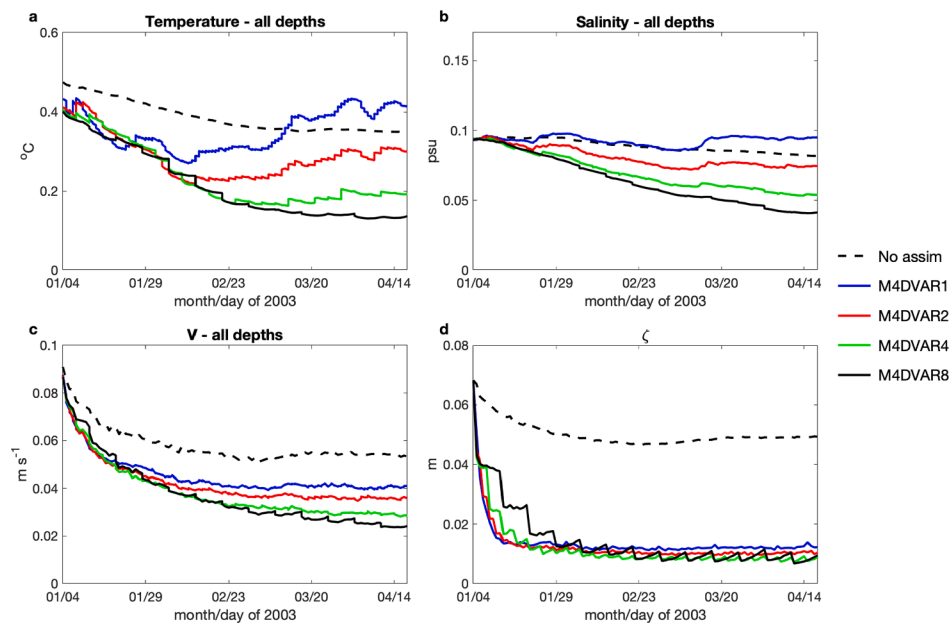 a Temperature - all depths
0.6
0.4
0.2
0
°C
01/04 01/29 02/23 03/20 04/14
month/day of 2003
b Salinity - all depths
0.15
0.1
0.05
0
psu
01/04 01/29 02/23 03/20 04/14
month/day of 2003
c V - all depths
0.1
0.08
0.06
0.04
0.02
0
m s⁻¹
01/04 01/29 02/23 03/20 04/14
month/day of 2003
d ζ
0.08
0.06
0.04
0.02
0
m
01/04 01/29 02/23 03/20 04/14
month/day of 2003
No assim
M4DVAR1
M4DVAR2
M4DVAR4
M4DVAR8